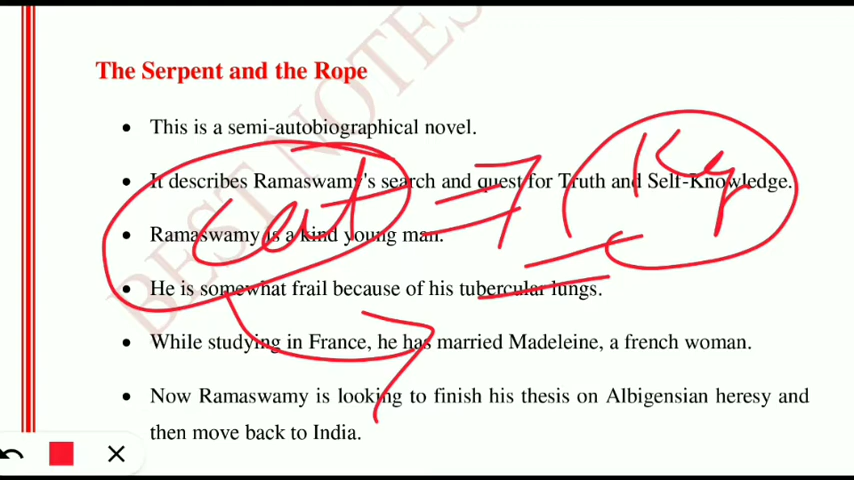 The Serpent and the Rope
• This is a semi-autobiographical novel.
• It describes Ramaswamy's search and quest for Truth and Self-Knowledge.
• Ramaswamy is a kind young man.
• He is somewhat frail because of his tubercular lungs.
• While studying in France, he has married Madeleine, a french woman.
• Now Ramaswamy is looking to finish his thesis on Albigensian heresy and
then move back to India.
BEST NOTES